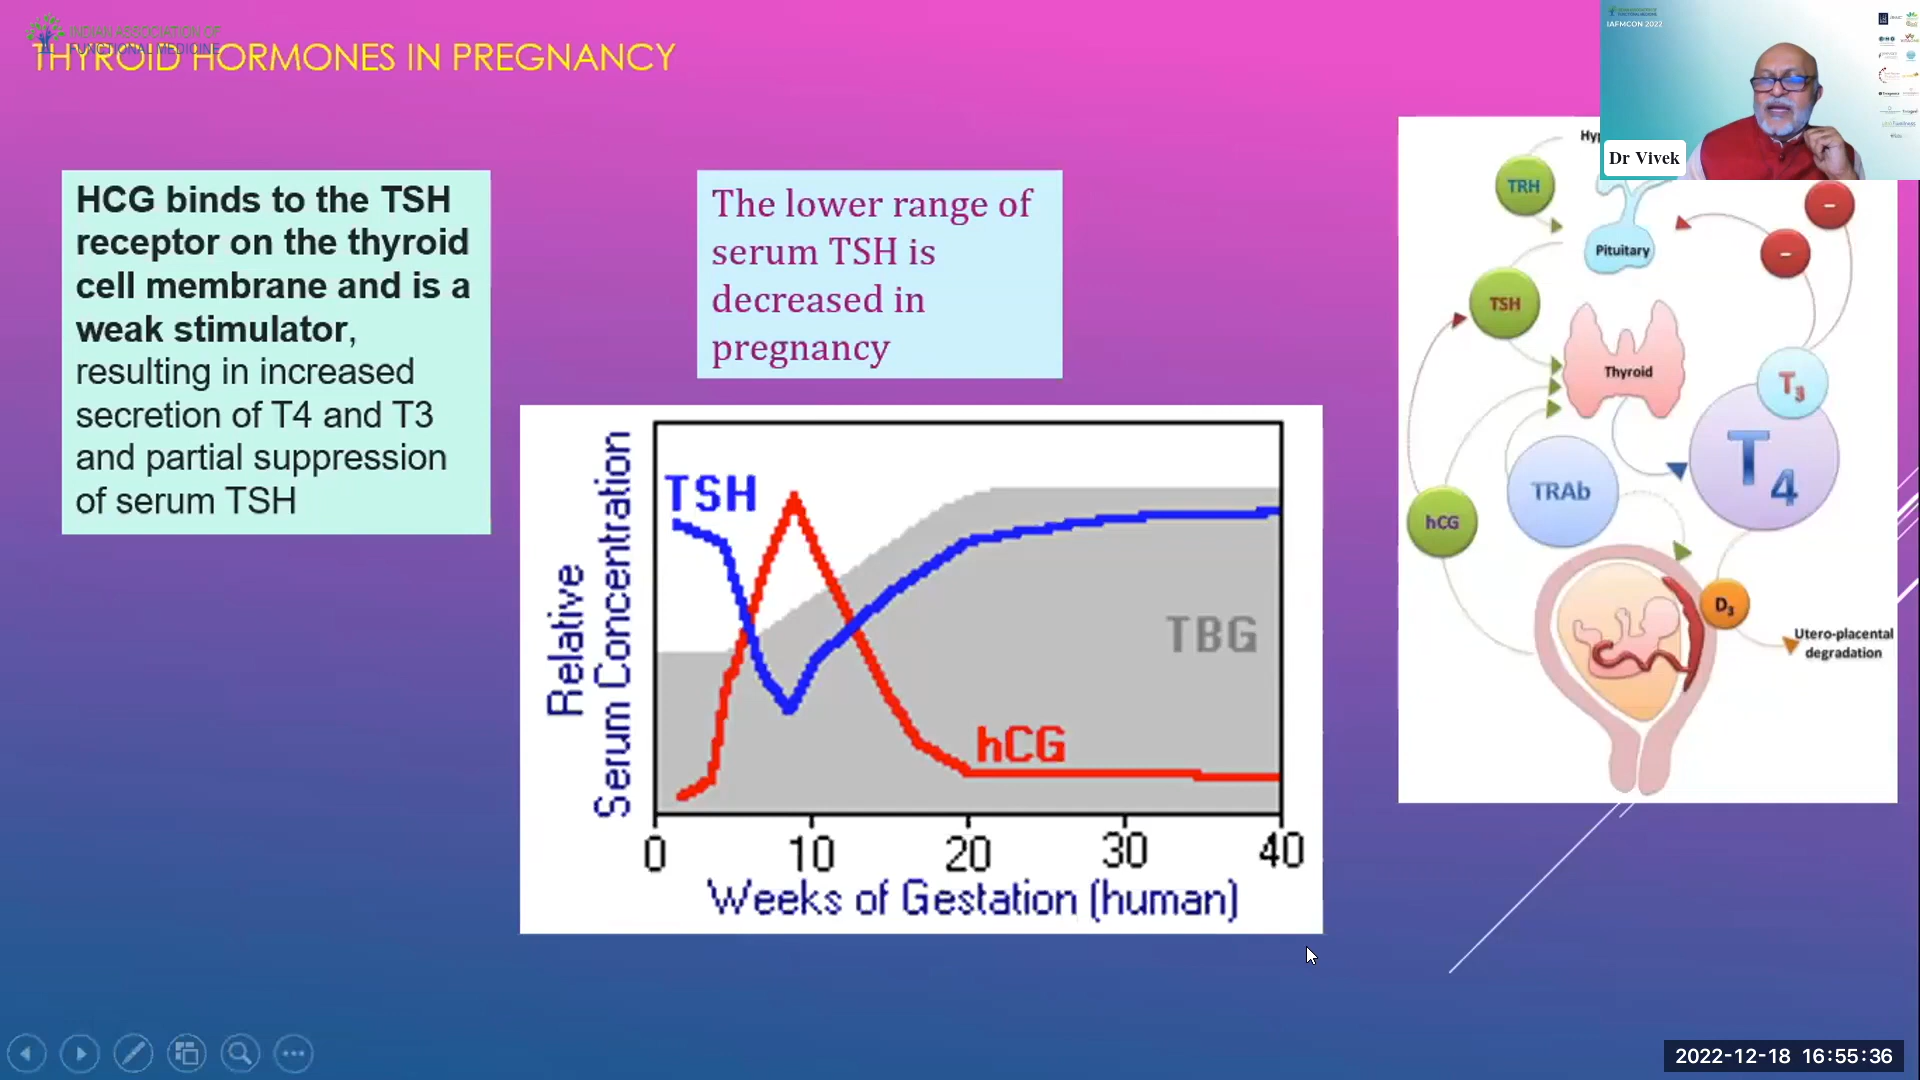 INDIAN ASSOCIATION OF
FUNCTIONAL MEDICINE
THYROID HORMONES IN PREGNANCY
IAFMCON 2022
Dr Vivek
HCG binds to the TSH
receptor on the thyroid
cell membrane and is a
weak stimulator,
resulting in increased
secretion of T4 and T3
and partial suppression
of serum TSH
The lower range of
serum TSH is
decreased in
pregnancy
Relative
Serum Concentration
TSH
TBG
hCG
0 10 20 30 40
Weeks of Gestation (human)
TRH
Pituitary
TSH
Thyroid
T3
T4
TRAb
hCG
D3
Utero-placental
degradation
2022-12-18 16:55:36